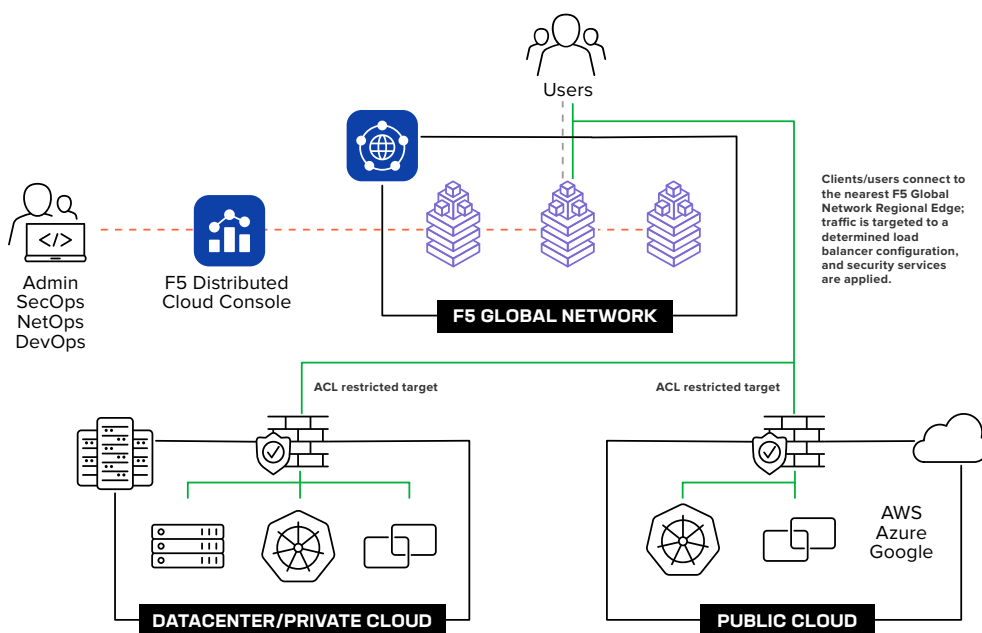 Users
Clients/users connect to
the nearest F5 Global
Network Regional Edge;
traffic is targeted to a
determined load
balancer configuration,
and security services
are applied.
</>
Admin
SecOps
NetOps
DevOps
F5 Distributed
Cloud Console
F5 GLOBAL NETWORK
ACL restricted target
ACL restricted target
AWS
Azure
Google
DATACENTER/PRIVATE CLOUD
PUBLIC CLOUD